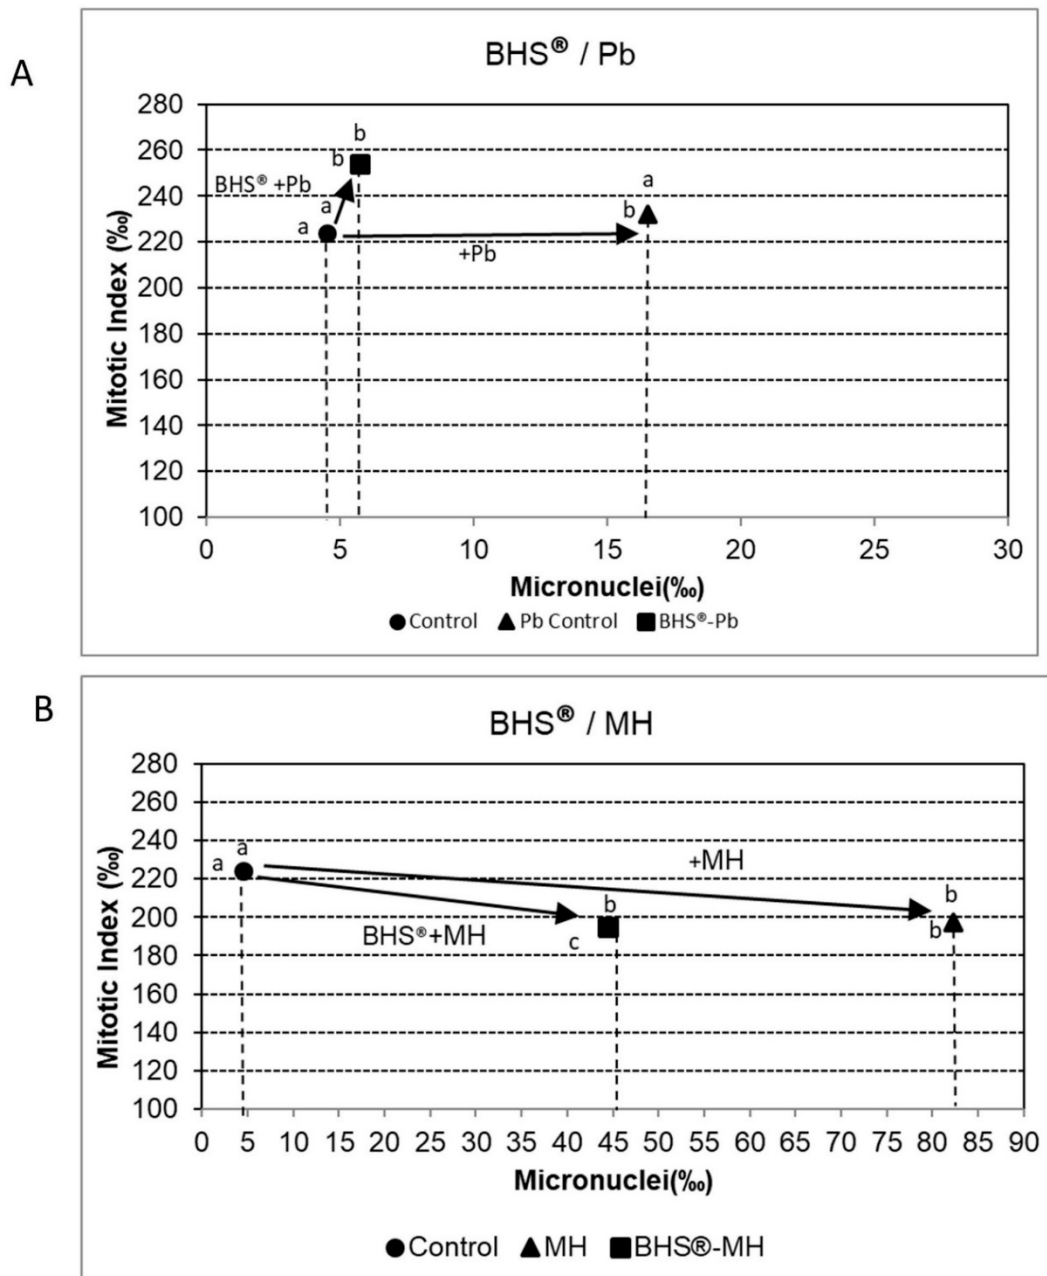 A
BHS® / Pb
280
260
240
220
200
180
160
140
120
100
Mitotic Index (‰)
b
b
BHS® +Pb
a
a
a
b
+Pb
0 5 10 15 20 25 30
Micronuclei(‰)
Control Pb Control BHS®-Pb
B
BHS® / MH
280
260
240
220
200
180
160
140
120
100
Mitotic Index (‰)
a
a
+MH
b
b
b
BHS®+MH
c
0 5 10 15 20 25 30 35 40 45 50 55 60 65 70 75 80 85 90
Micronuclei(‰)
Control MH BHS®-MH